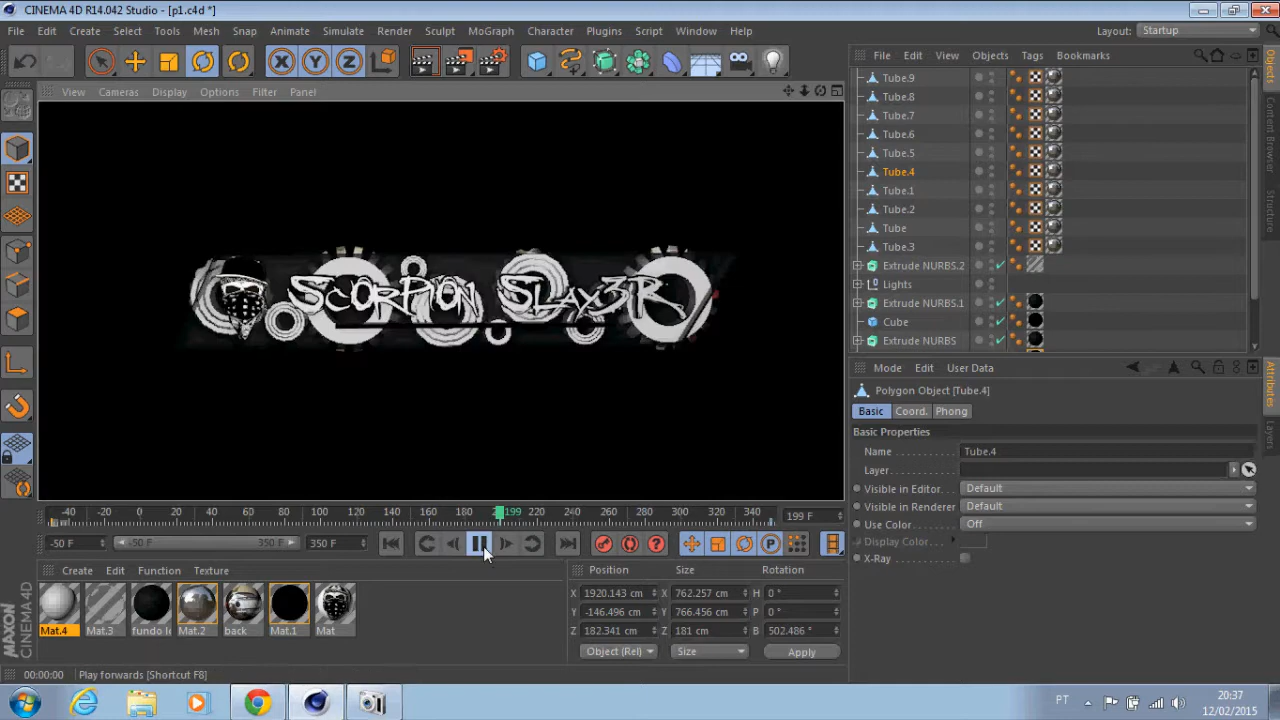 CINEMA 4D R14.042 Studio - [p1.c4d *]
File Edit Create Select Tools Mesh Snap Animate Simulate Render Sculpt MoGraph Character Plugins Script Window Help Layout: Startup
X Y Z
File Edit View Objects Tags Bookmarks
View Cameras Display Options Filter Panel
Tube.9
Tube.8
Tube.7
Tube.6
Tube.5
Tube.4
Tube.1
Tube.2
Tube
Tube.3
Extrude NURBS.2
Lights
Extrude NURBS.1
Cube
Extrude NURBS
Objects
Content Browser
Structure
Scorpion Slay3R
Mode Edit User Data
Polygon Object [Tube.4]
Basic Coord. Phong
Basic Properties
Name Tube.4
Layer
Visible in Editor Default
Visible in Renderer Default
Use Color Off
Display Color
X-Ray
Attributes
Layers
-40 -20 0 20 40 60 80 100 120 140 160 180 199 220 240 260 280 300 320 340 199 F
-50 F -50 F 350 F 350 F
Create Edit Function Texture
Mat.4 Mat.3 fundo le Mat.2 back Mat.1 Mat
Position Size Rotation
X 1920.143 cm X 762.257 cm H 0 °
Y -146.496 cm Y 766.456 cm P 0 °
Z 182.341 cm Z 181 cm B 502.486 °
Object (Rel) Size Apply
MAXON CINEMA 4D
00:00:00 Play forwards [Shortcut F8]
PT 20:37
12/02/2015